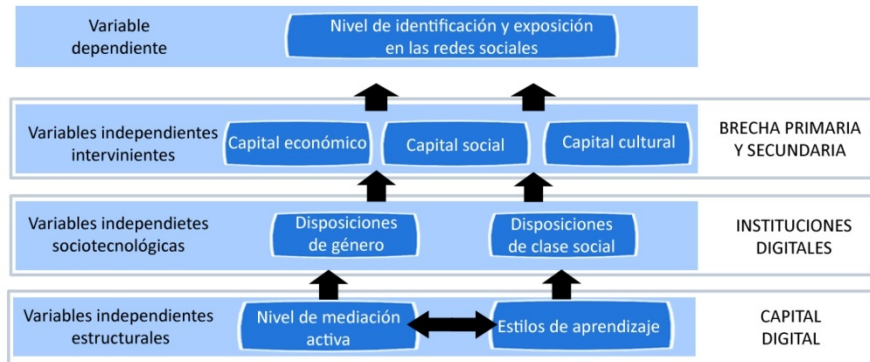 Variable
dependiente
Nivel de identificación y exposición
en las redes sociales
Variables independientes
intervinientes
Capital económico
Capital social
Capital cultural
BRECHA PRIMARIA
Y SECUNDARIA
Variables independietes
sociotecnológicas
Disposiciones
de género
Disposiciones
de clase social
INSTITUCIONES
DIGITALES
Variables independientes
estructurales
Nivel de mediación
activa
Estilos de aprendizaje
CAPITAL
DIGITAL